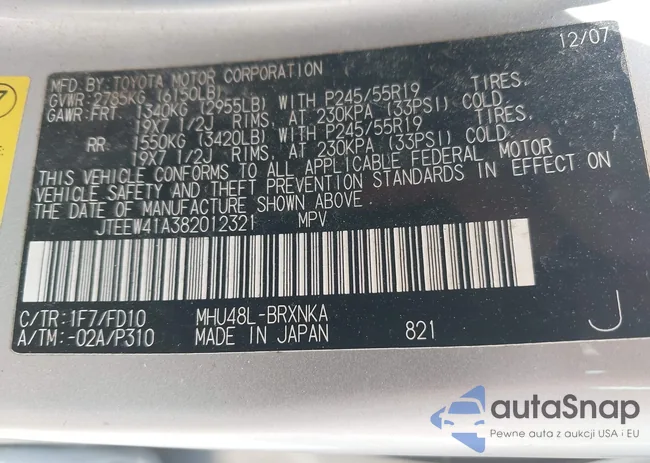 12/07
MFD. BY: TOYOTA MOTOR CORPORATION
GVWR: 2785KG (6150LB)
GAWR: FRT 1340KG (2955LB) WITH P245/55R19 TIRES,
19X7 1/2J RIMS, AT 230KPA (33PSI) COLD.
RR 1550KG (3420LB) WITH P245/55R19 TIRES,
19X7 1/2J RIMS, AT 230KPA (33PSI) COLD.
THIS VEHICLE CONFORMS TO ALL APPLICABLE FEDERAL MOTOR
VEHICLE SAFETY AND THEFT PREVENTION STANDARDS IN EFFECT ON
THE DATE OF MANUFACTURE SHOWN ABOVE.
JTEEW41A382012321 MPV
C/TR: 1F7/FD10 MHU48L-BRXNKA
A/TM: -02A/P310 MADE IN JAPAN 821 J
autaSnap
Pewne auta z aukcji USA i EU